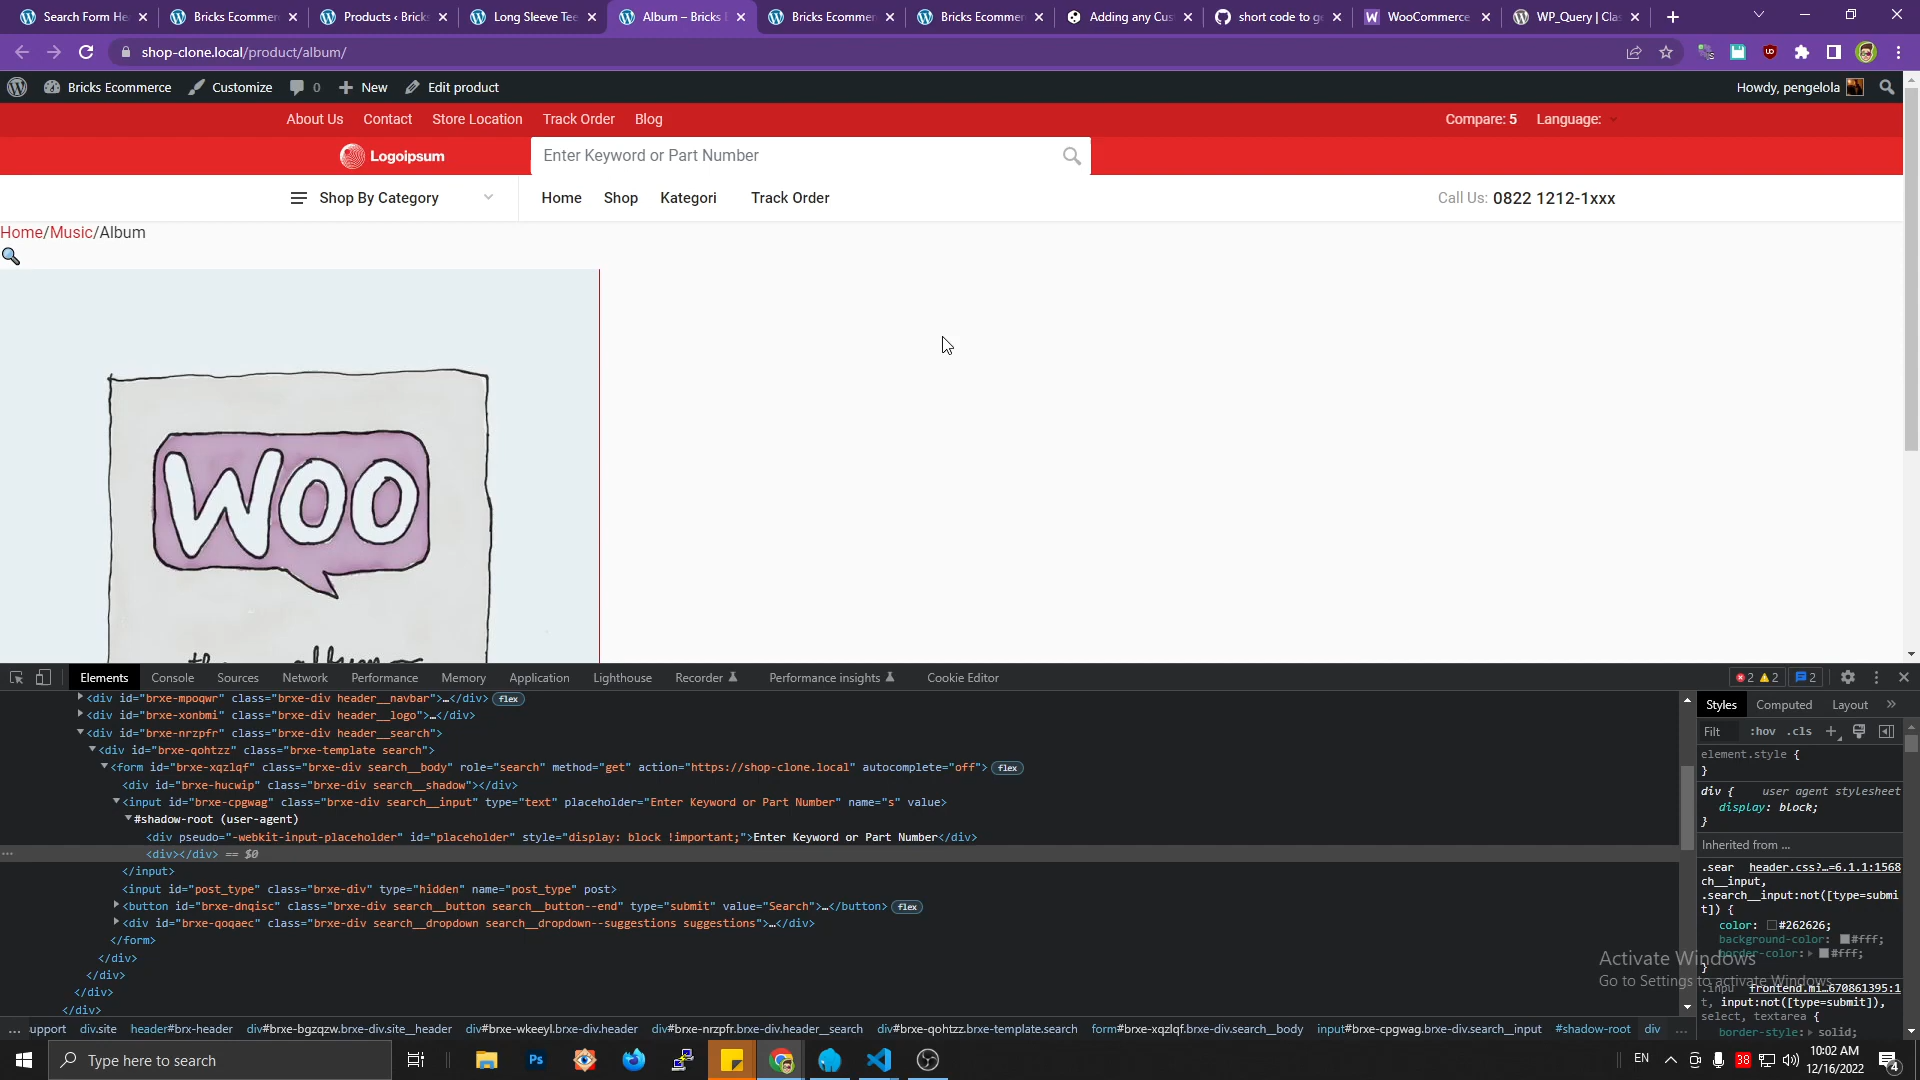 Search Form He
Bricks Ecommer
Products ‹ Bricks
Long Sleeve Tee
Album – Bricks
Bricks Ecommer
Bricks Ecommer
Adding any Cus
short code to ge
WooCommerce
WP_Query | Clas
shop-clone.local/product/album/
Bricks Ecommerce
Customize
0
New
Edit product
Howdy, pengelola
About Us
Contact
Store Location
Track Order
Blog
Compare: 5
Language:
Logoipsum
Enter Keyword or Part Number
Shop By Category
Home
Shop
Kategori
Track Order
Call Us: 0822 1212-1xxx
Home/Music/Album
WOO
Elements
Console
Sources
Network
Performance
Memory
Application
Lighthouse
Recorder
Performance insights
Cookie Editor
2
2
2
<div id="brxe-mpoqwr" class="brxe-div header__navbar">…</div> flex
<div id="brxe-xonbmi" class="brxe-div header__logo">…</div>
<div id="brxe-nrzpfr" class="brxe-div header__search">
<div id="brxe-qohtzz" class="brxe-template search">
<form id="brxe-xqzlqf" class="brxe-div search__body" role="search" method="get" action="https://shop-clone.local" autocomplete="off"> flex
<div id="brxe-hucwip" class="brxe-div search__shadow"></div>
<input id="brxe-cpgwag" class="brxe-div search__input" type="text" placeholder="Enter Keyword or Part Number" name="s" value>
#shadow-root (user-agent)
<div pseudo="-webkit-input-placeholder" id="placeholder" style="display: block !important;">Enter Keyword or Part Number</div>
… <div></div> == $0
</input>
<input id="post_type" class="brxe-div" type="hidden" name="post_type" post>
<button id="brxe-dnqisc" class="brxe-div search__button search__button--end" type="submit" value="Search">…</button> flex
<div id="brxe-qoqaec" class="brxe-div search__dropdown search__dropdown--suggestions suggestions">…</div>
</form>
</div>
</div>
</div>
</div>
… upport
div.site
header#brx-header
div#brxe-bgzqzw.brxe-div.site__header
div#brxe-wkeeyl.brxe-div.header
div#brxe-nrzpfr.brxe-div.header__search
div#brxe-qohtzz.brxe-template.search
form#brxe-xqzlqf.brxe-div.search__body
input#brxe-cpgwag.brxe-div.search__input
#shadow-root
div
…
Styles
Computed
Layout
»
Filt
:hov
.cls
element.style {
}
div {
user agent stylesheet
display: block;
}
Inherited from …
.sear header.css?…=6.1.1:1568
ch__input,
.search__input:not([type=submi
t]) {
color: #262626;
background-color: #fff;
border-color: #fff;
}
.inpu frontend.mi…670861395:1
t, input:not([type=submit]),
select, textarea {
border-style: solid;
Activate Windows
Go to Settings to activate Windows.
Type here to search
Ps
EN
38
10:02 AM
12/16/2022
4